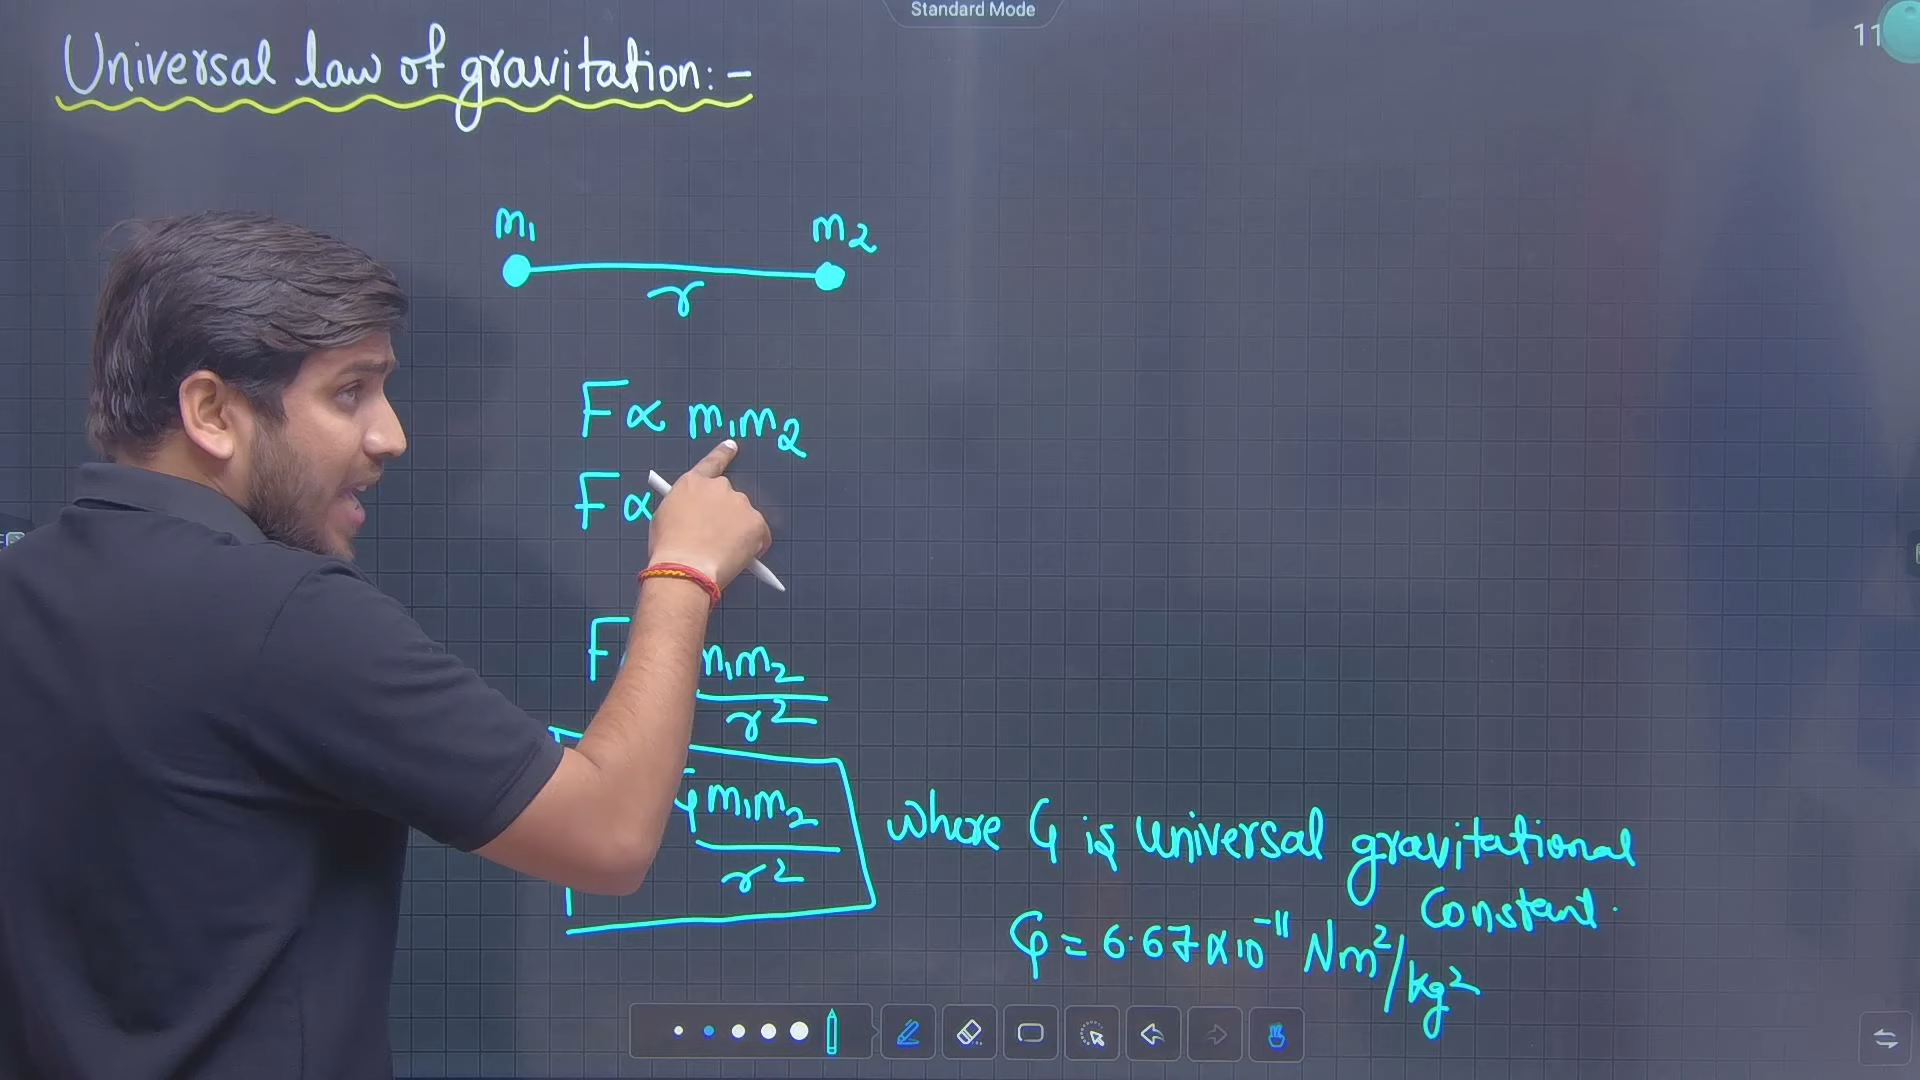 Standard Mode
11
Universal law of gravitation:-
m₁ m₂
r
F∝ m₁m₂
F∝
F m₁m₂/r²
G m₁m₂/r²
where G is universal gravitational
constant.
G = 6.67×10⁻¹¹ Nm²/kg²